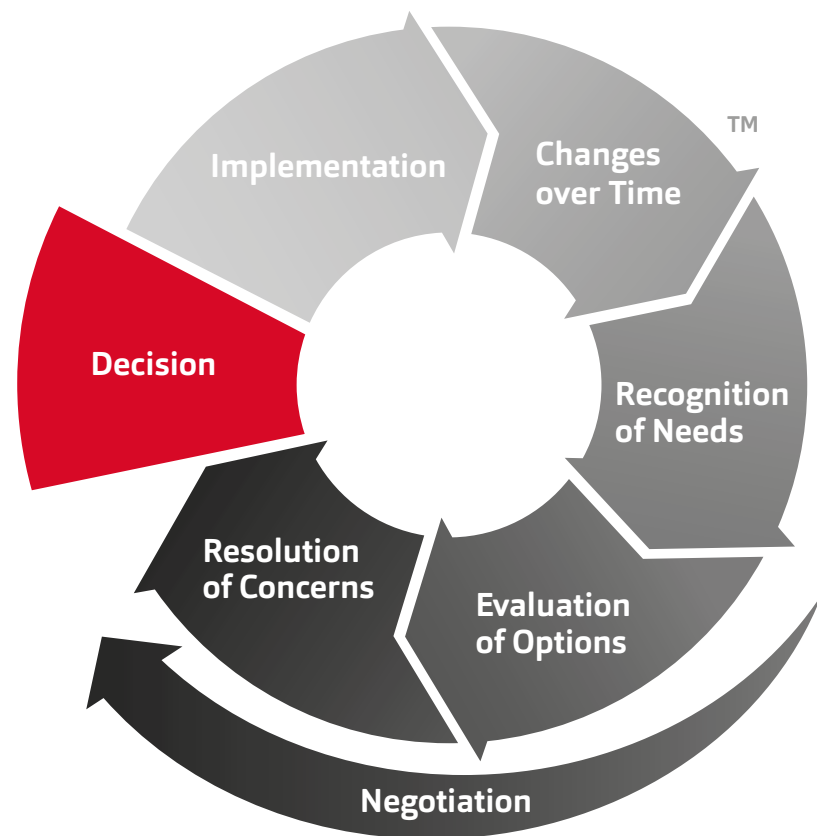 Implementation
Changes
over Time
TM
Decision
Recognition
of Needs
Resolution
of Concerns
Evaluation
of Options
Negotiation